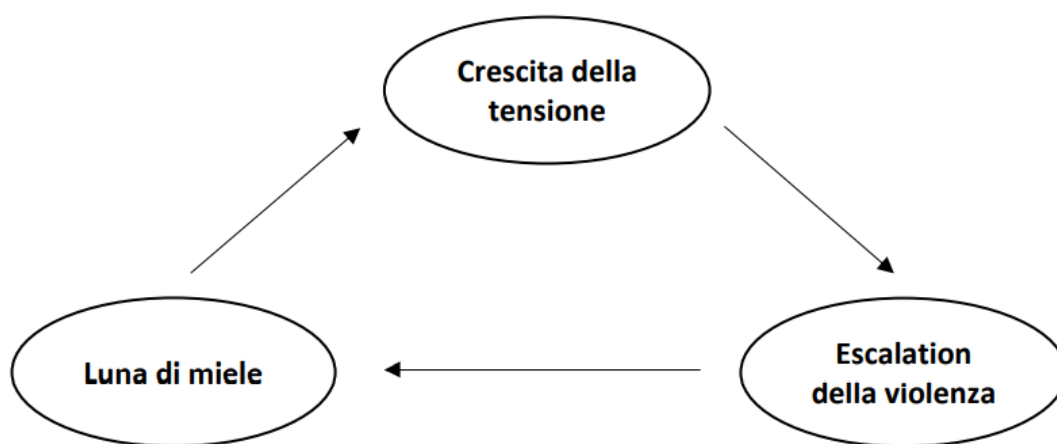 Crescita della
tensione
Luna di miele
Escalation
della violenza